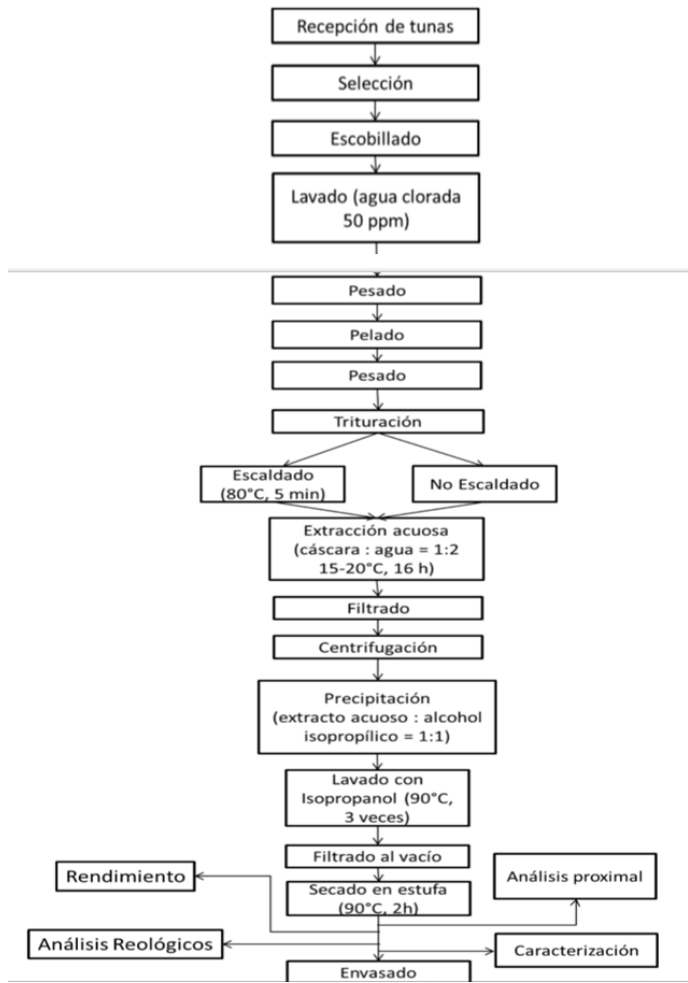 Recepción de tunas
Selección
Escobillado
Lavado (agua clorada
50 ppm)
Pesado
Pelado
Pesado
Trituración
Escaldado
(80°C, 5 min)
No Escaldado
Extracción acuosa
(cáscara : agua = 1:2
15-20°C, 16 h)
Filtrado
Centrifugación
Precipitación
(extracto acuoso : alcohol
isopropílico = 1:1)
Lavado con
Isopropanol (90°C,
3 veces)
Filtrado al vacío
Rendimiento
Secado en estufa
(90°C, 2h)
Análisis proximal
Análisis Reológicos
Caracterización
Envasado